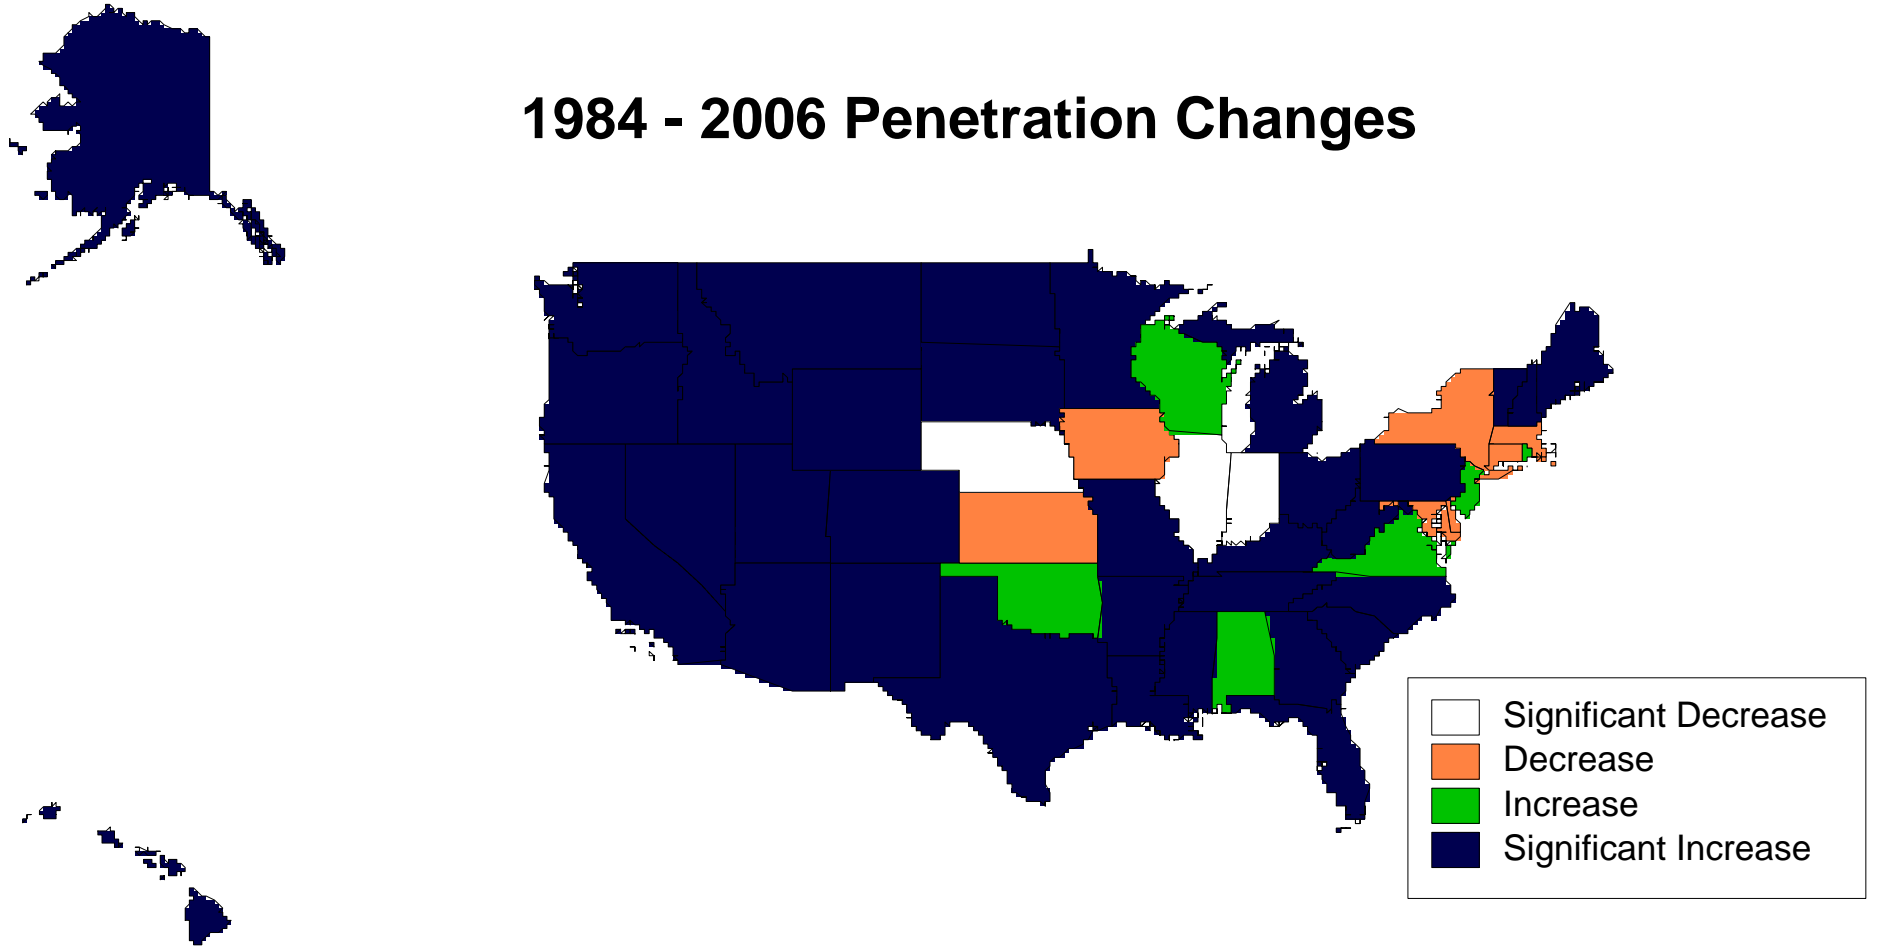 1984 - 2006 Penetration Changes
Significant Decrease
Decrease
Increase
Significant Increase